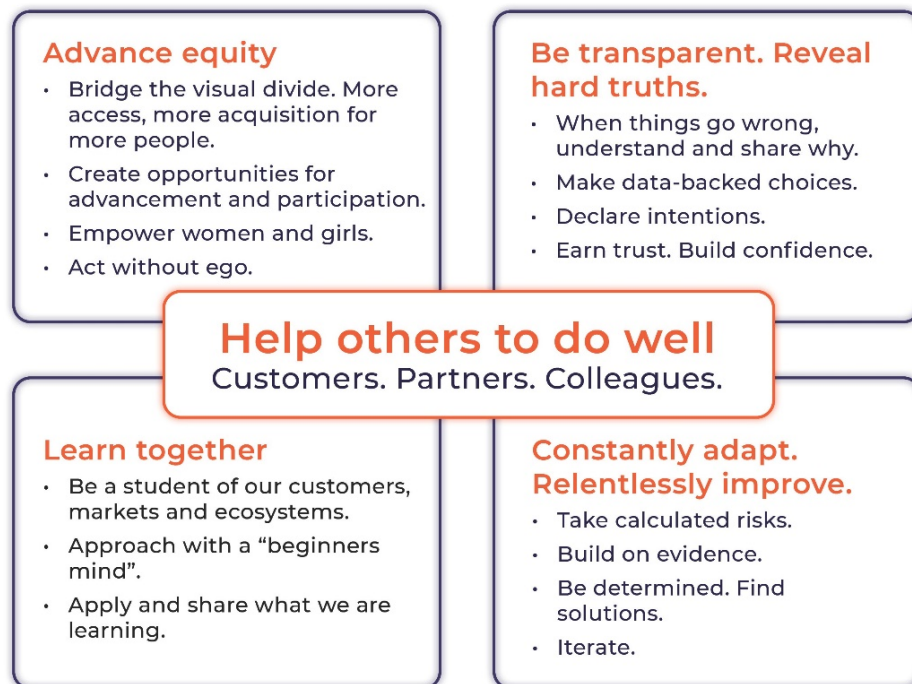 Advance equity
• Bridge the visual divide. More
access, more acquisition for
more people.
• Create opportunities for
advancement and participation.
• Empower women and girls.
• Act without ego.
Be transparent. Reveal
hard truths.
• When things go wrong,
understand and share why.
• Make data-backed choices.
• Declare intentions.
• Earn trust. Build confidence.
Help others to do well
Customers. Partners. Colleagues.
Learn together
• Be a student of our customers,
markets and ecosystems.
• Approach with a “beginners
mind”.
• Apply and share what we are
learning.
Constantly adapt.
Relentlessly improve.
• Take calculated risks.
• Build on evidence.
• Be determined. Find
solutions.
• Iterate.